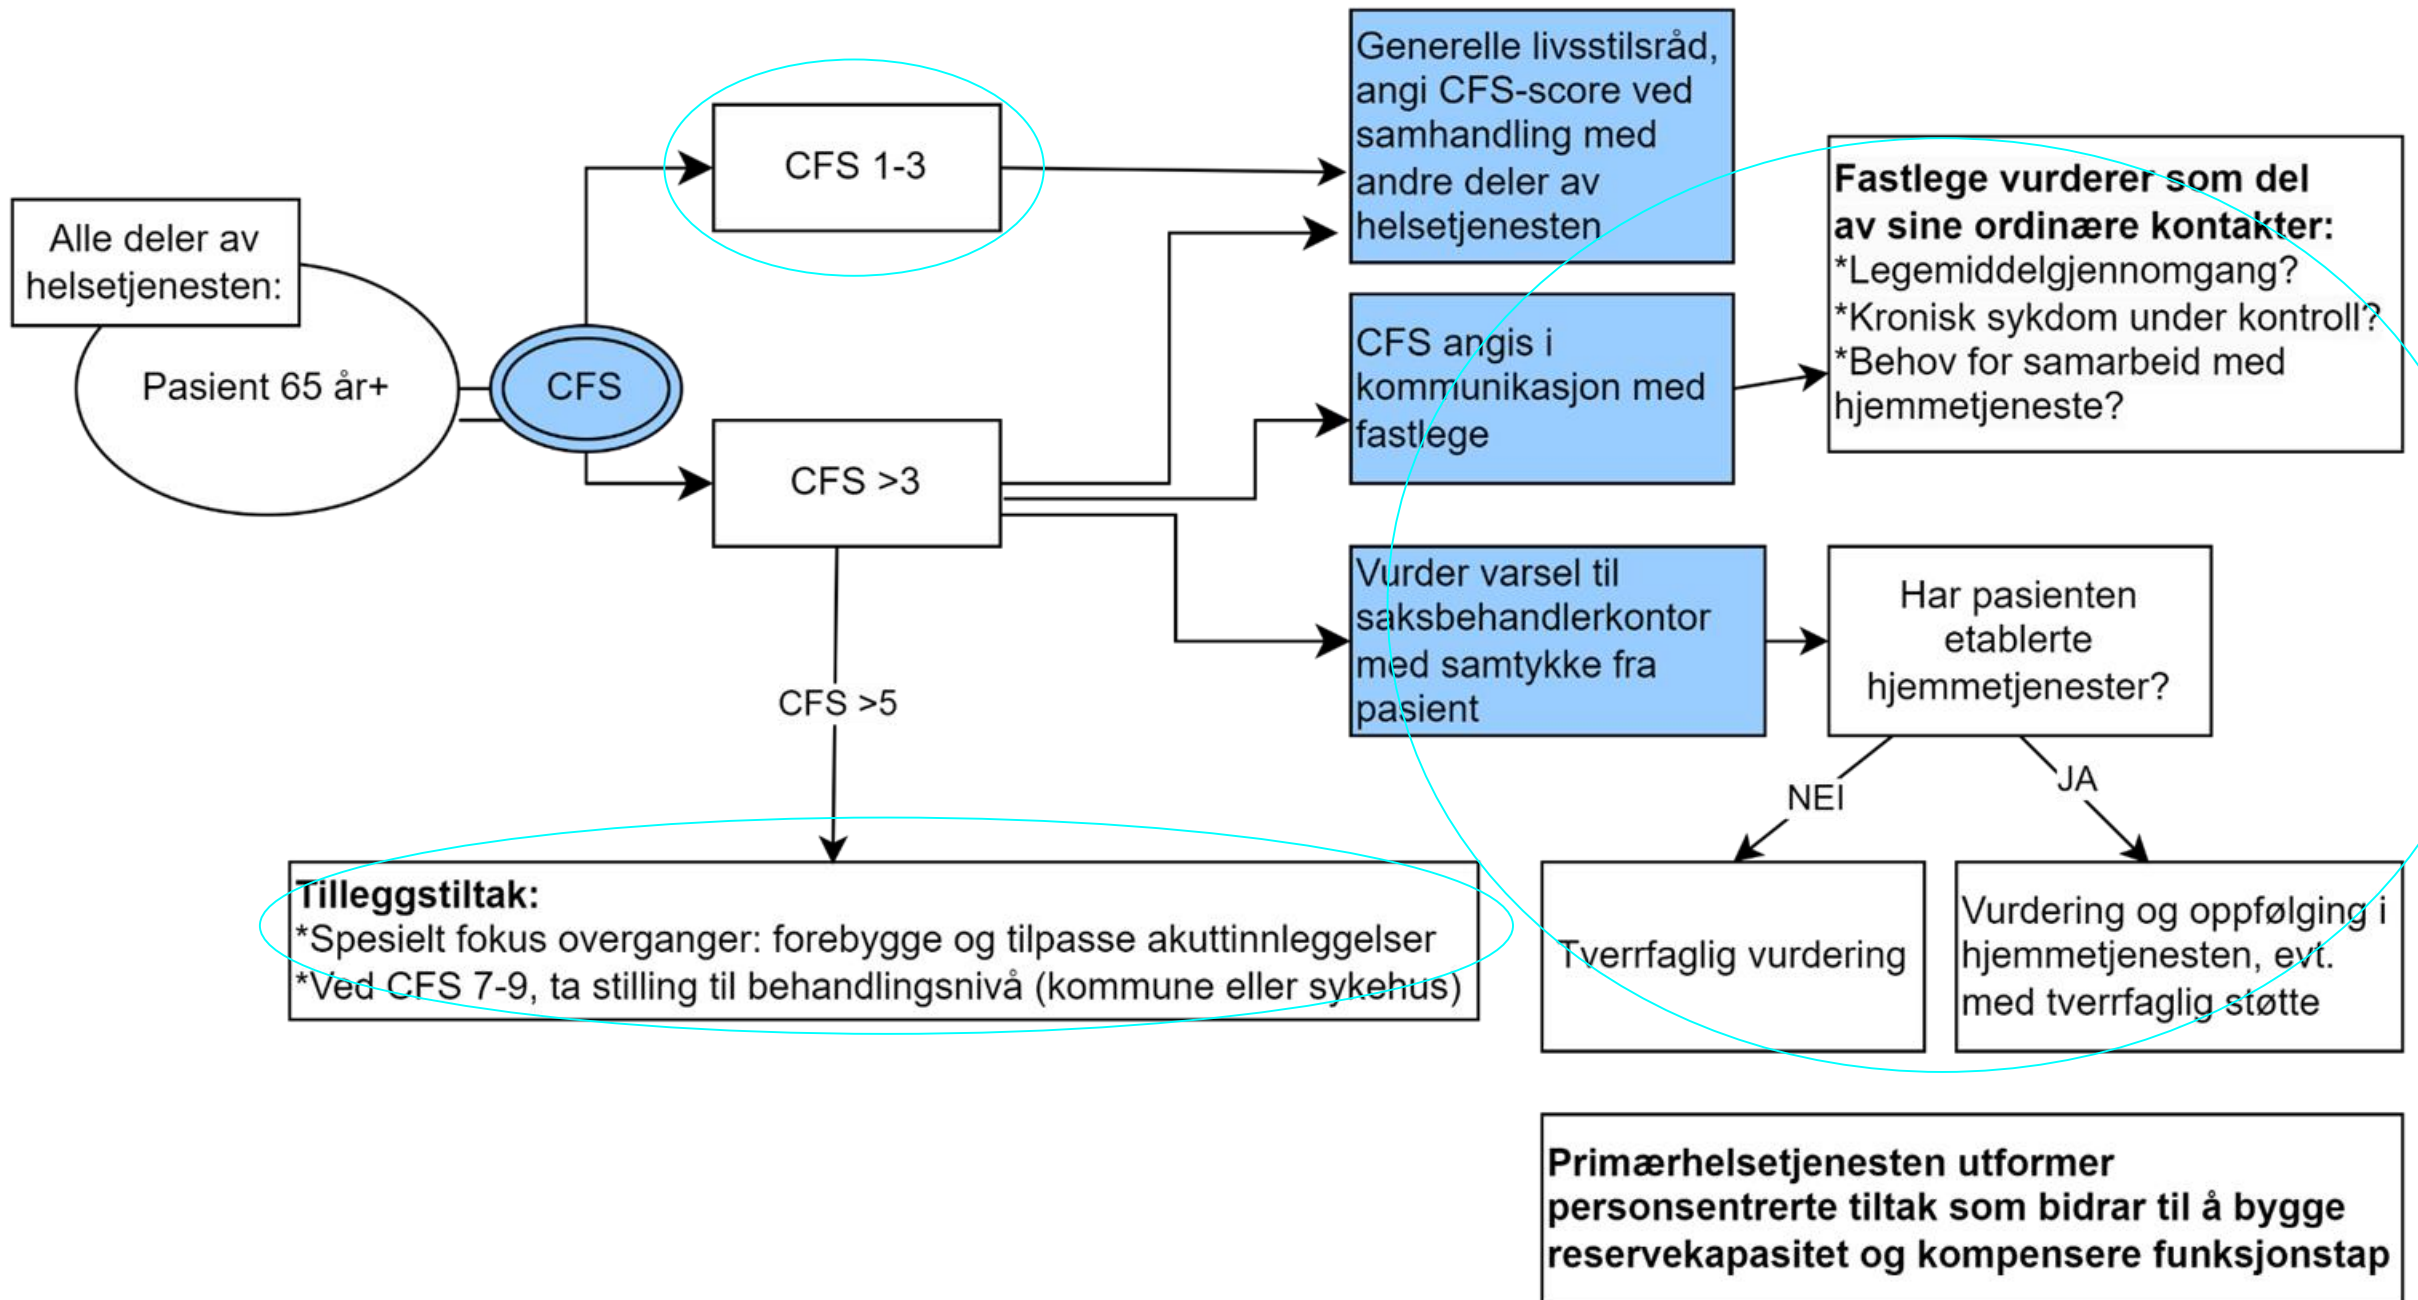 Alle deler av
helsetjenesten:
Pasient 65 år+
CFS
CFS 1-3
CFS >3
CFS >5
Tilleggstiltak:
*Spesielt fokus overganger: forebygge og tilpasse akuttinnleggelser
*Ved CFS 7-9, ta stilling til behandlingsnivå (kommune eller sykehus)
Generelle livsstilsråd,
angi CFS-score ved
samhandling med
andre deler av
helsetjenesten
CFS angis i
kommunikasjon med
fastlege
Fastlege vurderer som del
av sine ordinære kontakter:
*Legemiddelgjennomgang?
*Kronisk sykdom under kontroll?
*Behov for samarbeid med
hjemmetjeneste?
Vurder varsel til
saksbehandlerkontor
med samtykke fra
pasient
Har pasienten
etablerte
hjemmetjenester?
NEI
JA
Tverrfaglig vurdering
Vurdering og oppfølging i
hjemmetjenesten, evt.
med tverrfaglig støtte
Primærhelsetjenesten utformer
personsentrerte tiltak som bidrar til å bygge
reservekapasitet og kompensere funksjonstap